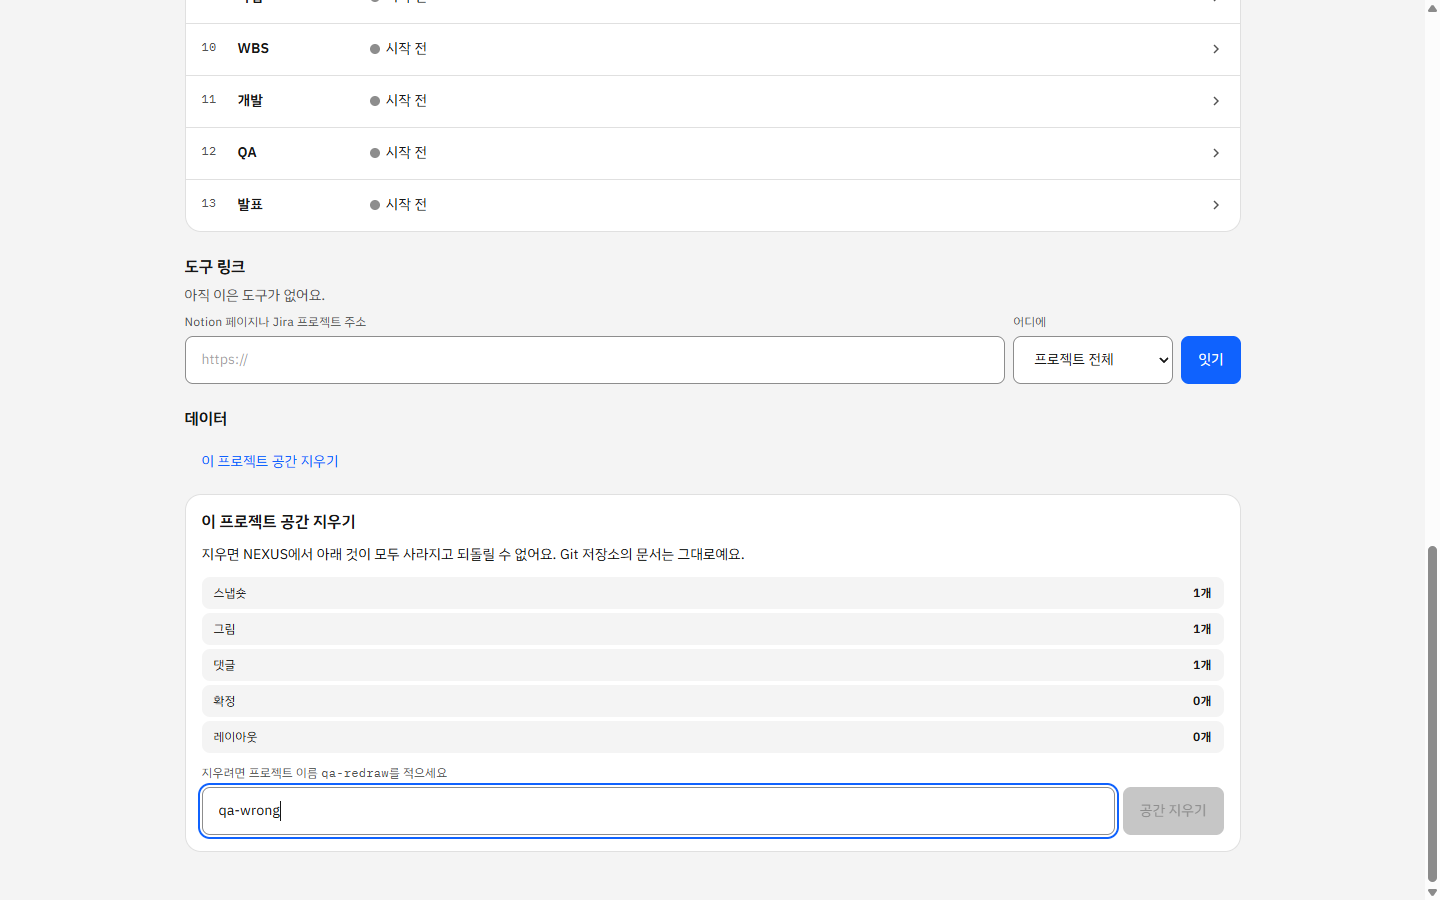 10 WBS 시작 전
11 개발 시작 전
12 QA 시작 전
13 발표 시작 전
도구 링크
아직 이은 도구가 없어요.
Notion 페이지나 Jira 프로젝트 주소 어디에
https:// 프로젝트 전체 잇기
데이터
이 프로젝트 공간 지우기
이 프로젝트 공간 지우기
지우면 NEXUS에서 아래 것이 모두 사라지고 되돌릴 수 없어요. Git 저장소의 문서는 그대로예요.
스냅숏 1개
그림 1개
댓글 1개
확정 0개
레이아웃 0개
지우려면 프로젝트 이름 qa-redraw를 적으세요
qa-wrong 공간 지우기